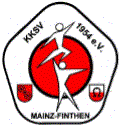 KKSV
1954 e.V.
MAINZ-FINTHEN